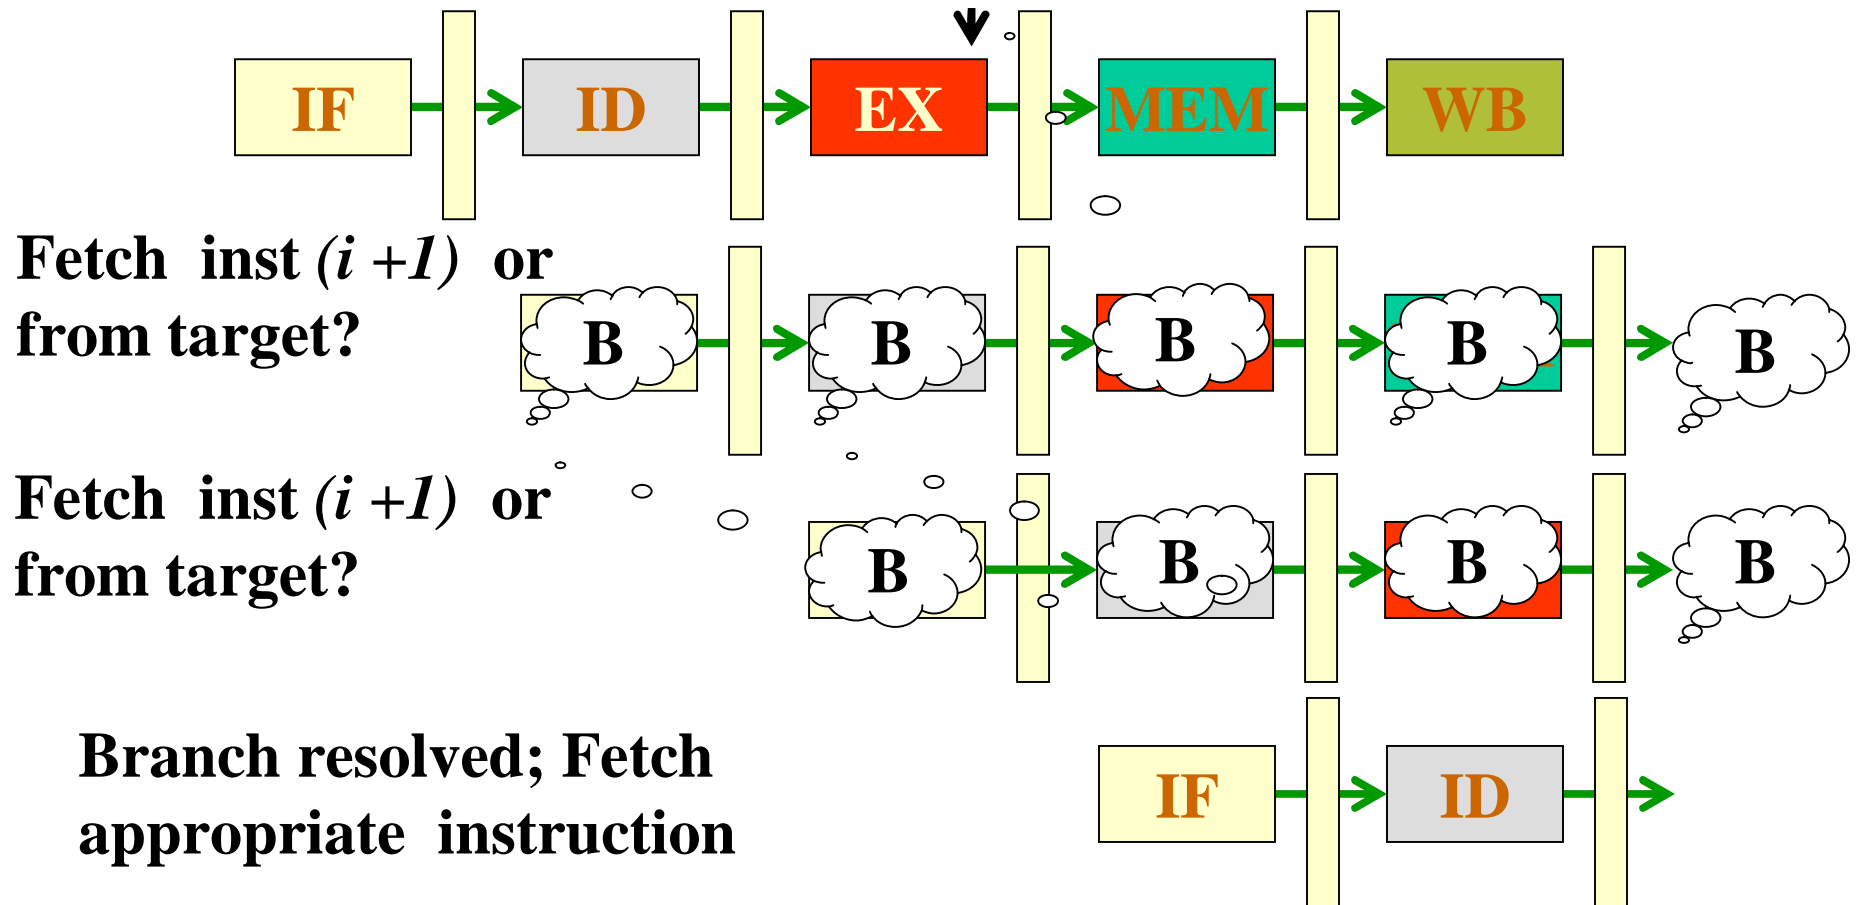 IF ID EX MEM WB
Fetch inst (i +1) or
from target?
B B B B B
Fetch inst (i +1) or
from target?
B B B B
Branch resolved; Fetch
appropriate instruction
IF ID